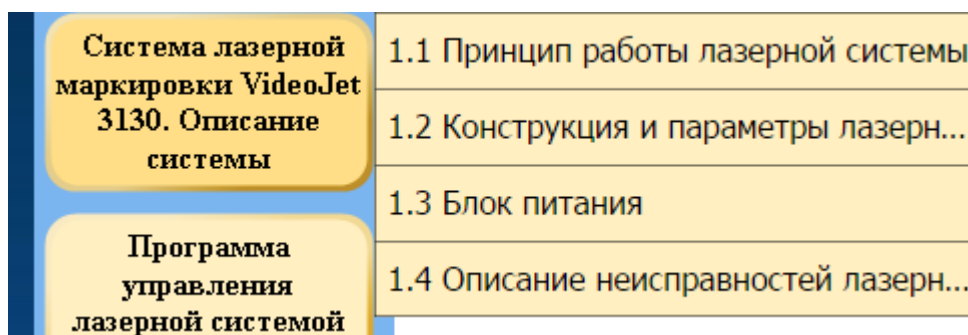 Система лазерной
маркировки VideoJet
3130. Описание
системы
1.1 Принцип работы лазерной системы
1.2 Конструкция и параметры лазерн...
1.3 Блок питания
1.4 Описание неисправностей лазерн...
Программа
управления
лазерной системой